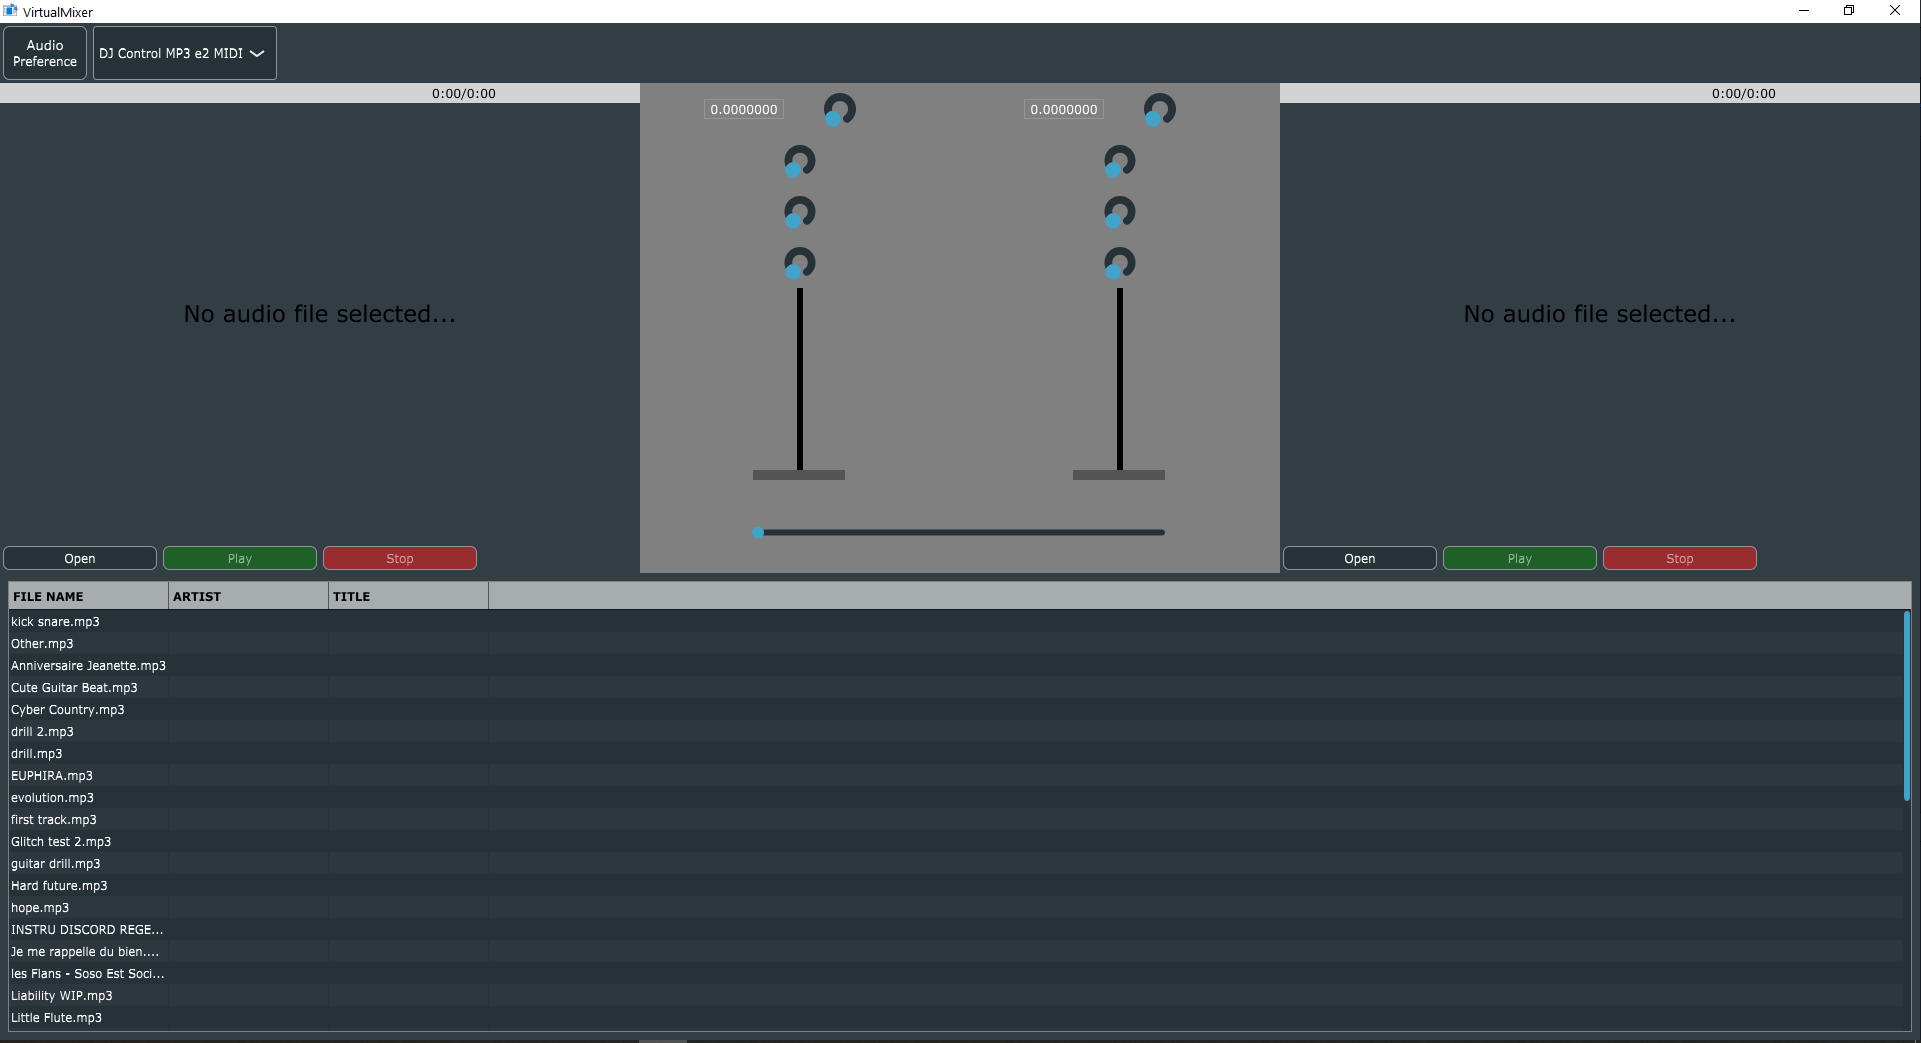 VirtualMixer
Audio
Preference
DJ Control MP3 e2 MIDI
0:00/0:00
0.0000000
0.0000000
0:00/0:00
No audio file selected...
No audio file selected...
Open
Play
Stop
Open
Play
Stop
FILE NAME ARTIST TITLE
kick snare.mp3
Other.mp3
Anniversaire Jeanette.mp3
Cute Guitar Beat.mp3
Cyber Country.mp3
drill 2.mp3
drill.mp3
EUPHIRA.mp3
evolution.mp3
first track.mp3
Glitch test 2.mp3
guitar drill.mp3
Hard future.mp3
hope.mp3
INSTRU DISCORD REGE...
Je me rappelle du bien....
les Flans - Soso Est Soci...
Liability WIP.mp3
Little Flute.mp3